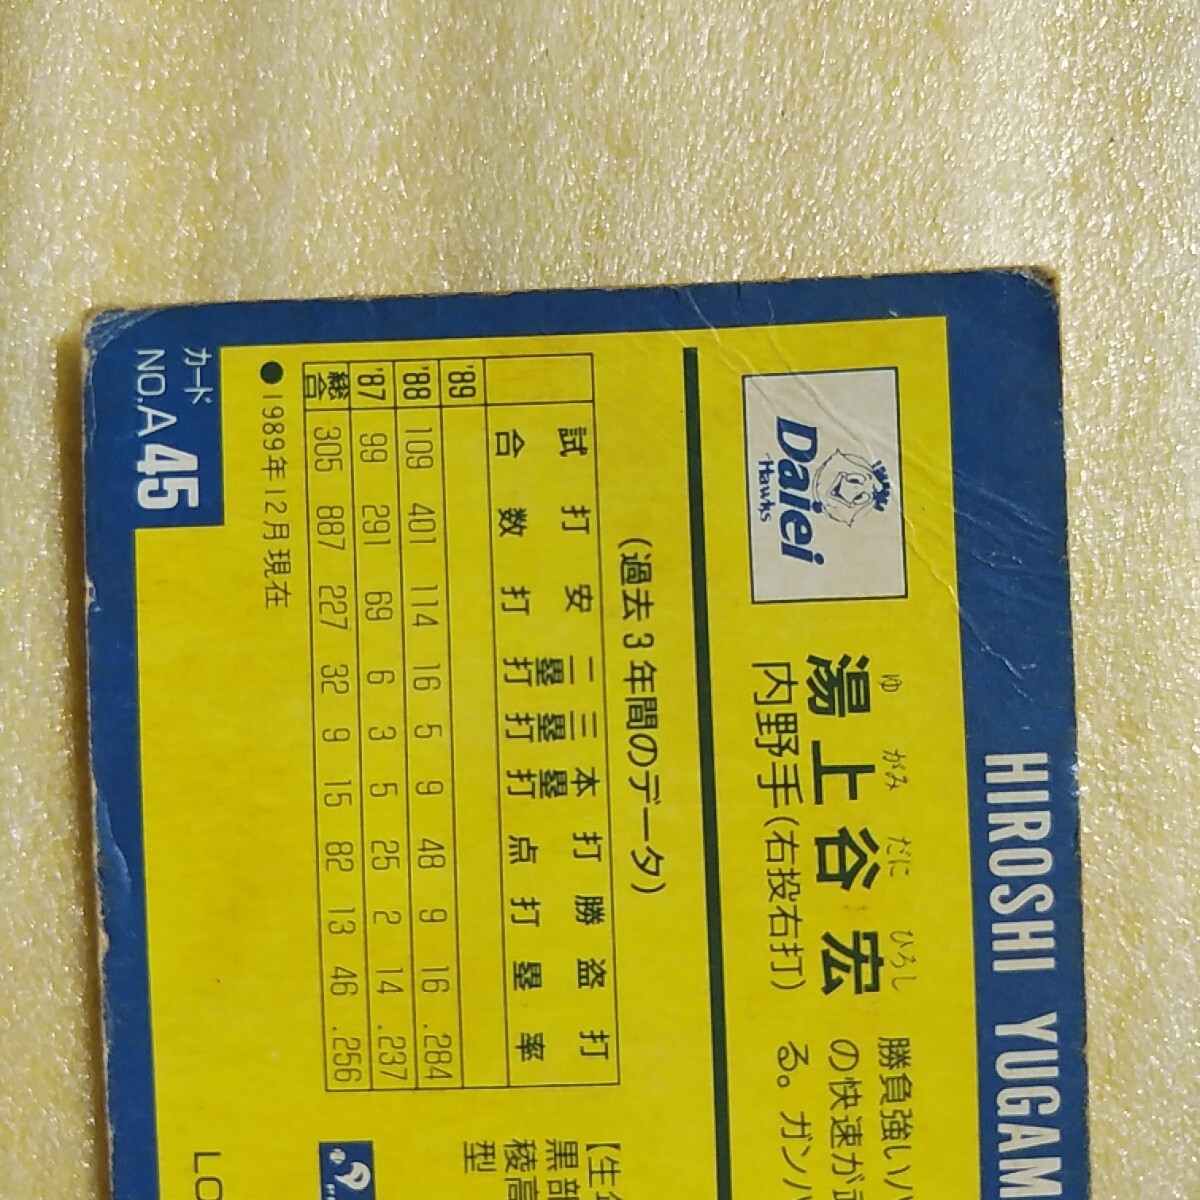 HIROSHI YUGAM
Daiei
Hawks
ゆ がみ だに ひろし
湯上谷 宏
内野手(右投右打)
勝負強いハ
の快速が武
る。ガンハ
(過去3年間のデータ)
試合 打数 安打 二塁打 三塁打 本塁打 打点 勝打 盗塁 打率
'89
'88 109 401 114 16 5 9 48 9 16 .284
'87 99 291 69 6 3 5 25 2 14 .237
総合 305 887 227 32 9 15 82 13 46 .256
●1989年12月現在
カード
NO.A45
【生
黒部
稜高
型
LO